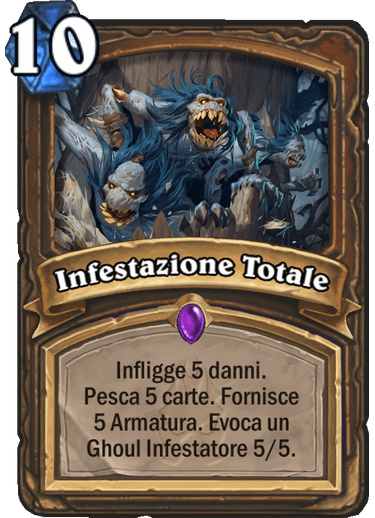 10
Infestazione Totale
Infligge 5 danni.
Pesca 5 carte. Fornisce
5 Armatura. Evoca un
Ghoul Infestatore 5/5.